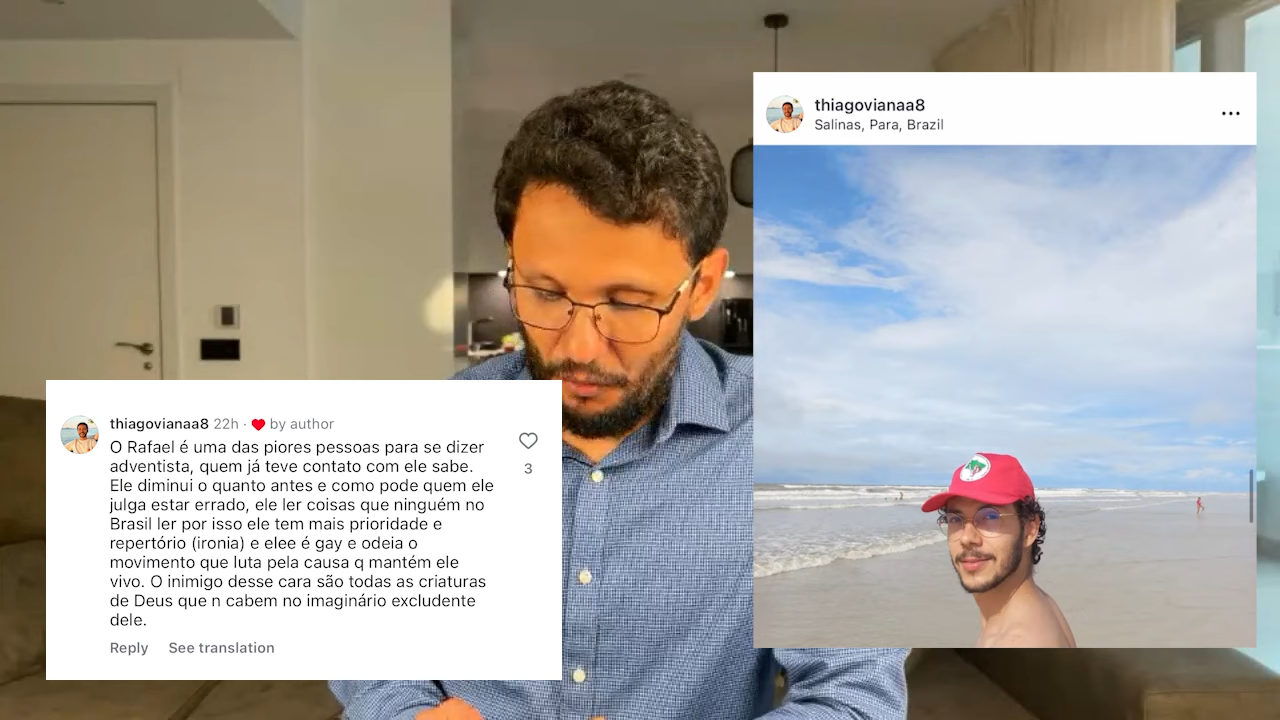 thiagovianaa8
Salinas, Para, Brazil
thiagovianaa8 22h · ❤️ by author
O Rafael é uma das piores pessoas para se dizer
adventista, quem já teve contato com ele sabe.
Ele diminui o quanto antes e como pode quem ele
julga estar errado, ele ler coisas que ninguém no
Brasil ler por isso ele tem mais prioridade e
repertório (ironia) e elee é gay e odeia o
movimento que luta pela causa q mantém ele
vivo. O inimigo desse cara são todas as criaturas
de Deus que n cabem no imaginário excludente
dele.
3
Reply See translation